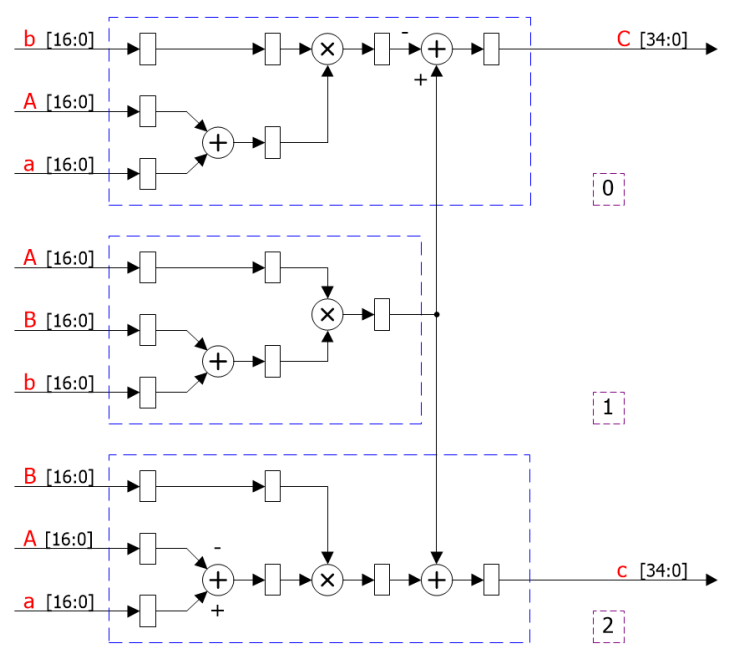 b [16:0]
-
C [34:0]
×
+
+
A [16:0]
+
a [16:0]
0
A [16:0]
B [16:0]
×
+
b [16:0]
1
B [16:0]
A [16:0]
-
c [34:0]
+
×
+
a [16:0]
+
2